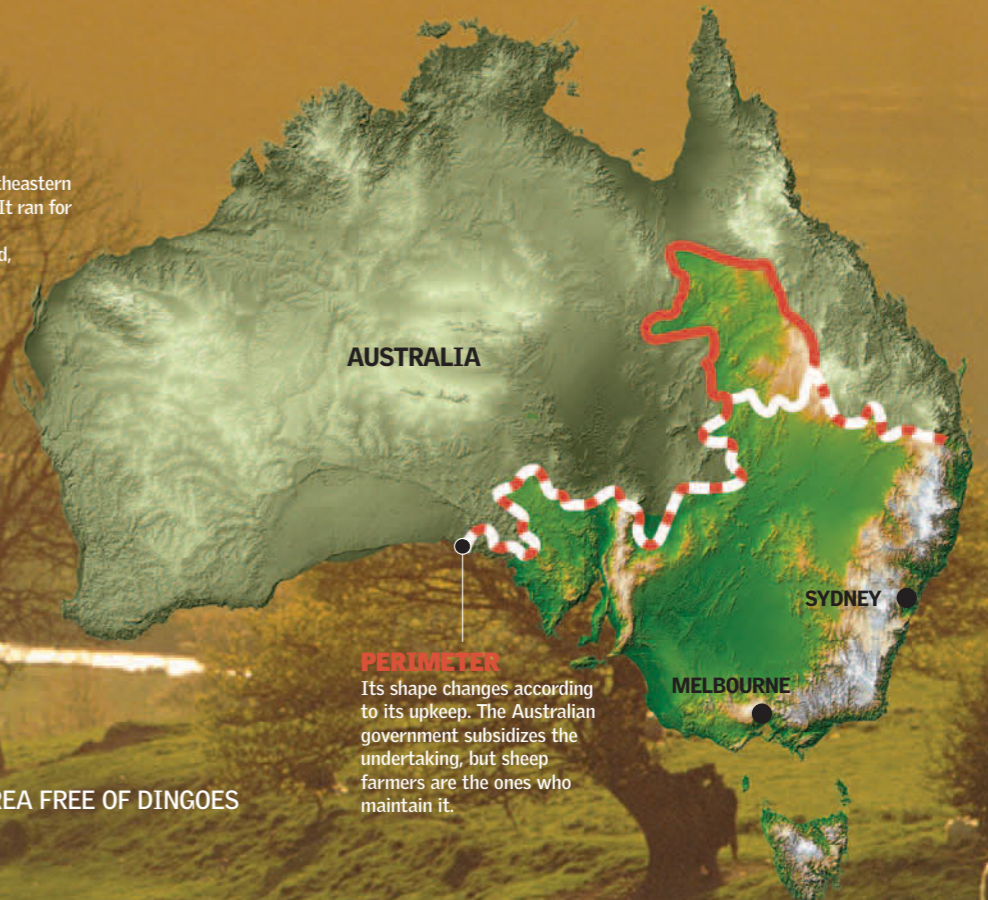 theastern
It ran for
d,
AUSTRALIA
SYDNEY
MELBOURNE
PERIMETER
Its shape changes according
to its upkeep. The Australian
government subsidizes the
undertaking, but sheep
farmers are the ones who
maintain it.
REA FREE OF DINGOES